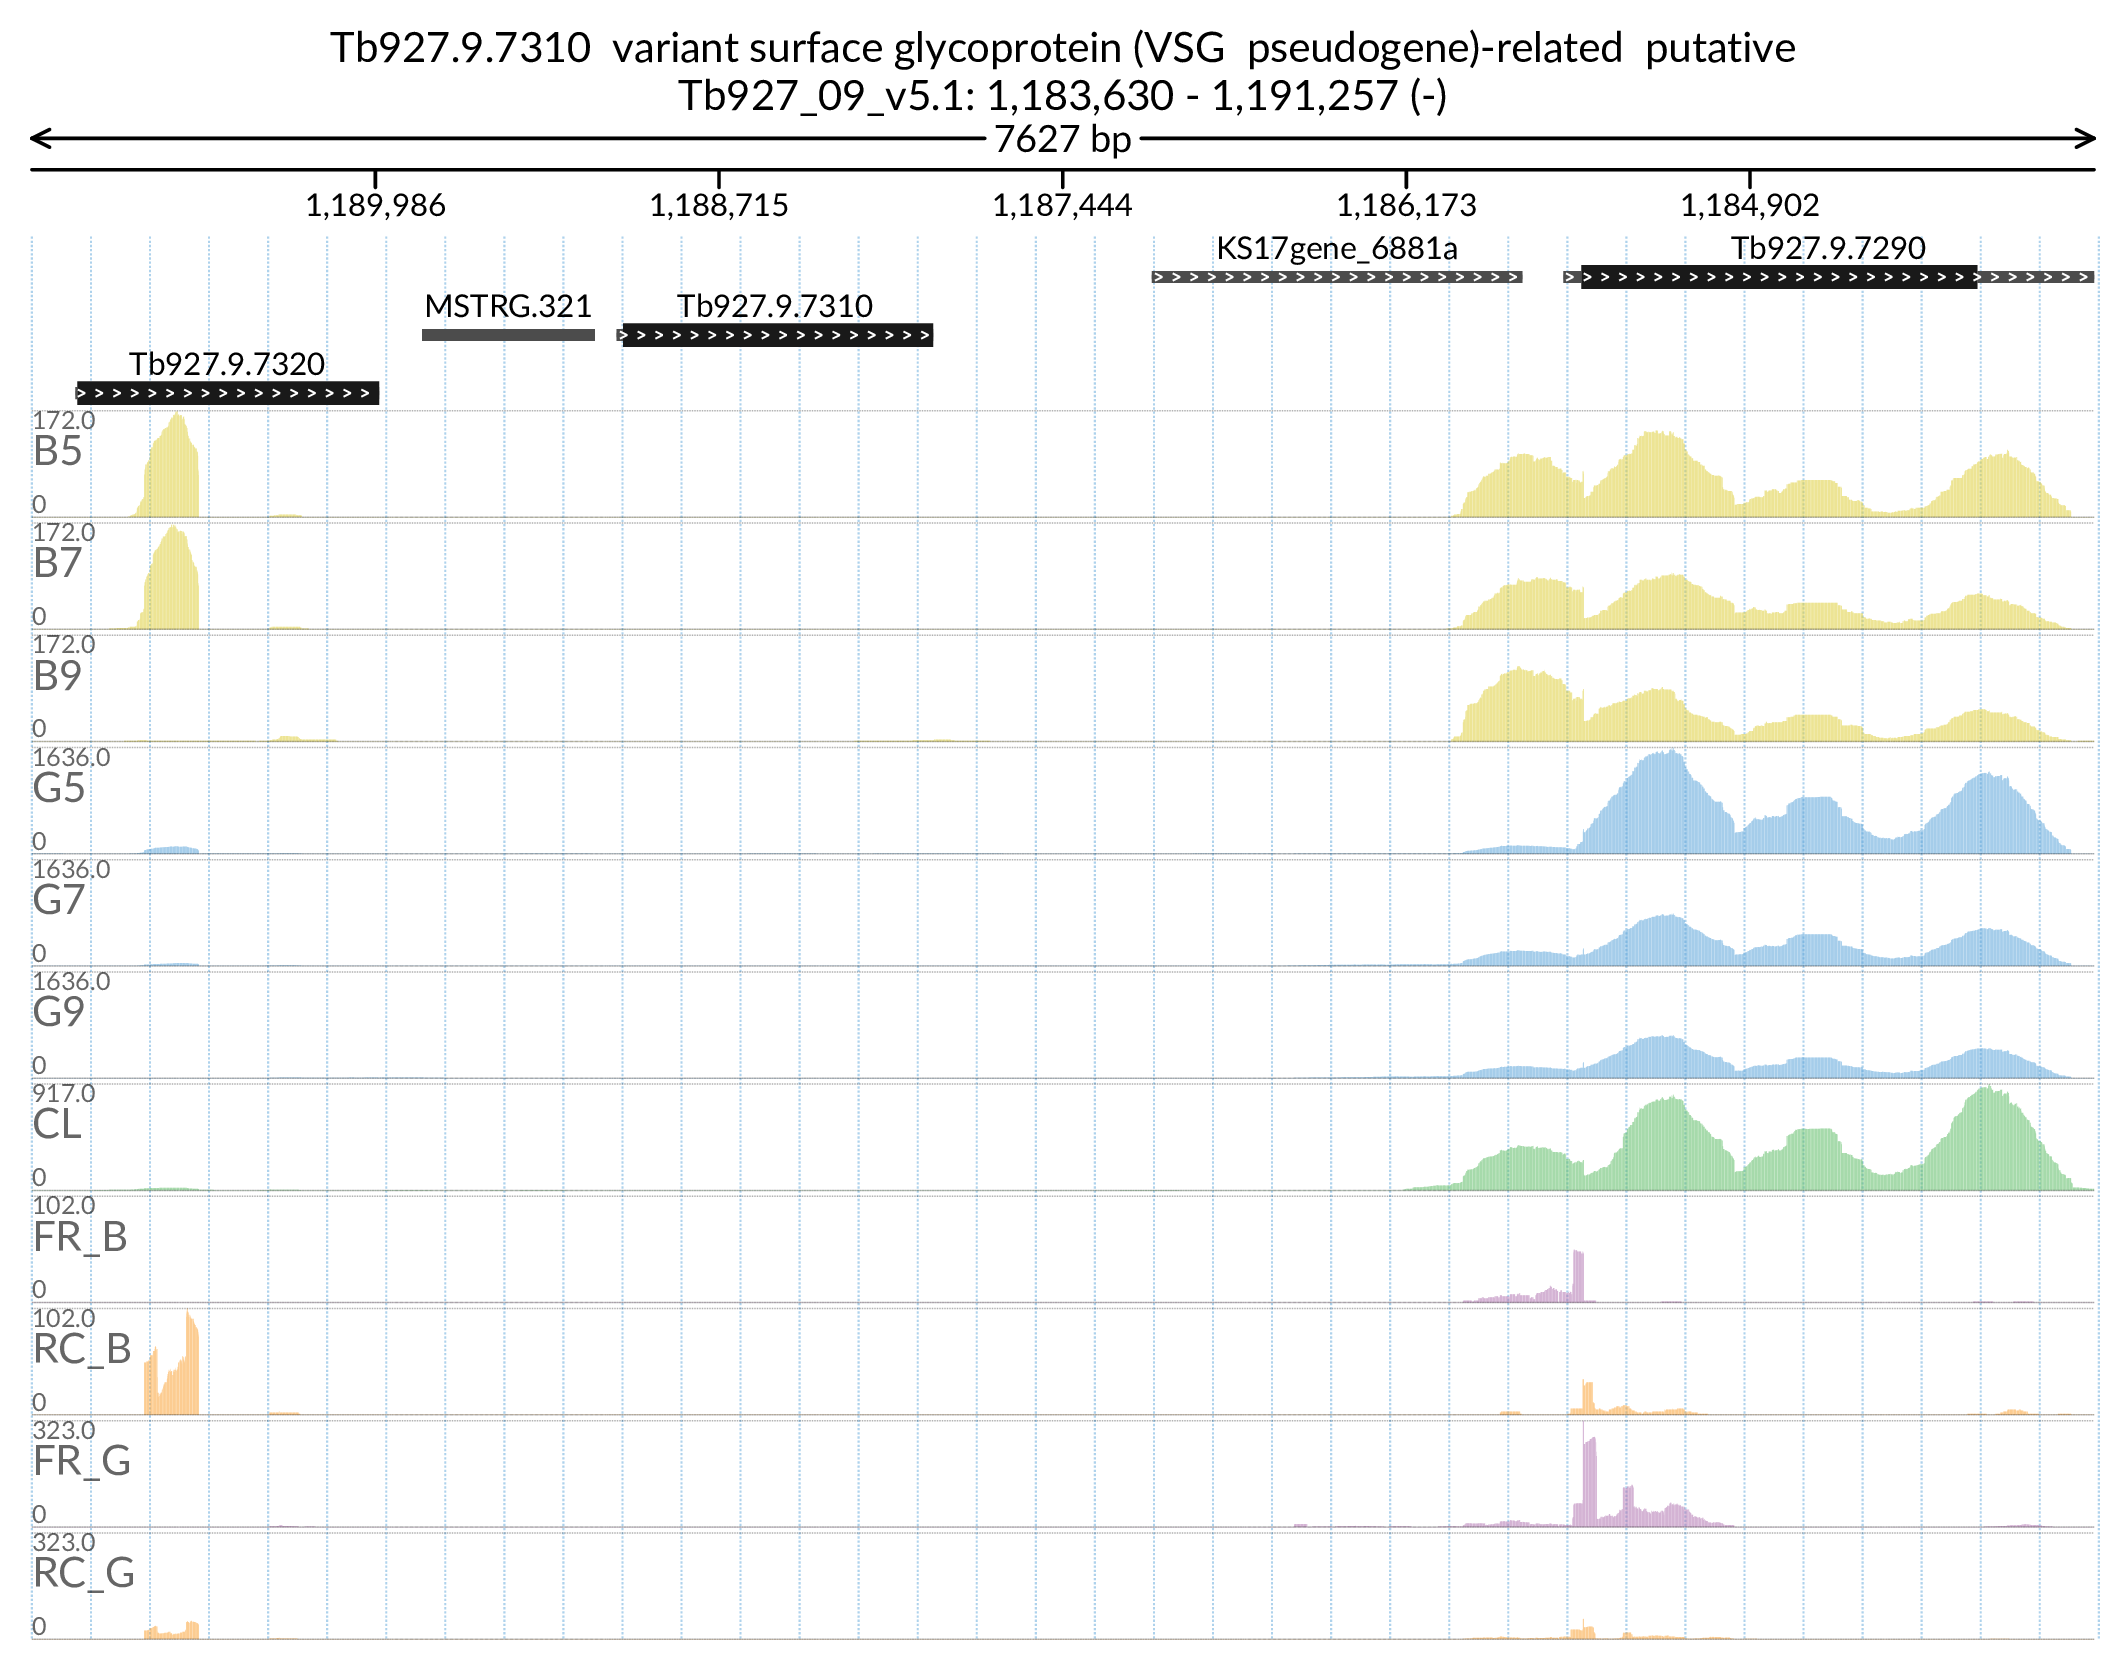 Tb927.9.7310  variant surface glycoprotein (VSG  pseudogene)-related  putative
Tb927_09_v5.1: 1,183,630 - 1,191,257 (-)
7627 bp
1,189,986 1,188,715 1,187,444 1,186,173 1,184,902
KS17gene_6881a Tb927.9.7290
MSTRG.321 Tb927.9.7310
Tb927.9.7320
172.0
B5
0
172.0
B7
0
172.0
B9
0
1636.0
G5
0
1636.0
G7
0
1636.0
G9
0
917.0
CL
0
102.0
FR_B
0
102.0
RC_B
0
323.0
FR_G
0
323.0
RC_G
0